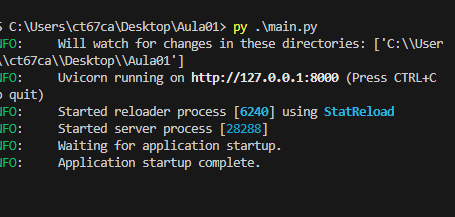 S C:\Users\ct67ca\Desktop\Aula01> py .\main.py
NFO:     Will watch for changes in these directories: ['C:\\User
\\ct67ca\\Desktop\\Aula01']
NFO:     Uvicorn running on http://127.0.0.1:8000 (Press CTRL+C
o quit)
NFO:     Started reloader process [6240] using StatReload
NFO:     Started server process [28288]
NFO:     Waiting for application startup.
NFO:     Application startup complete.